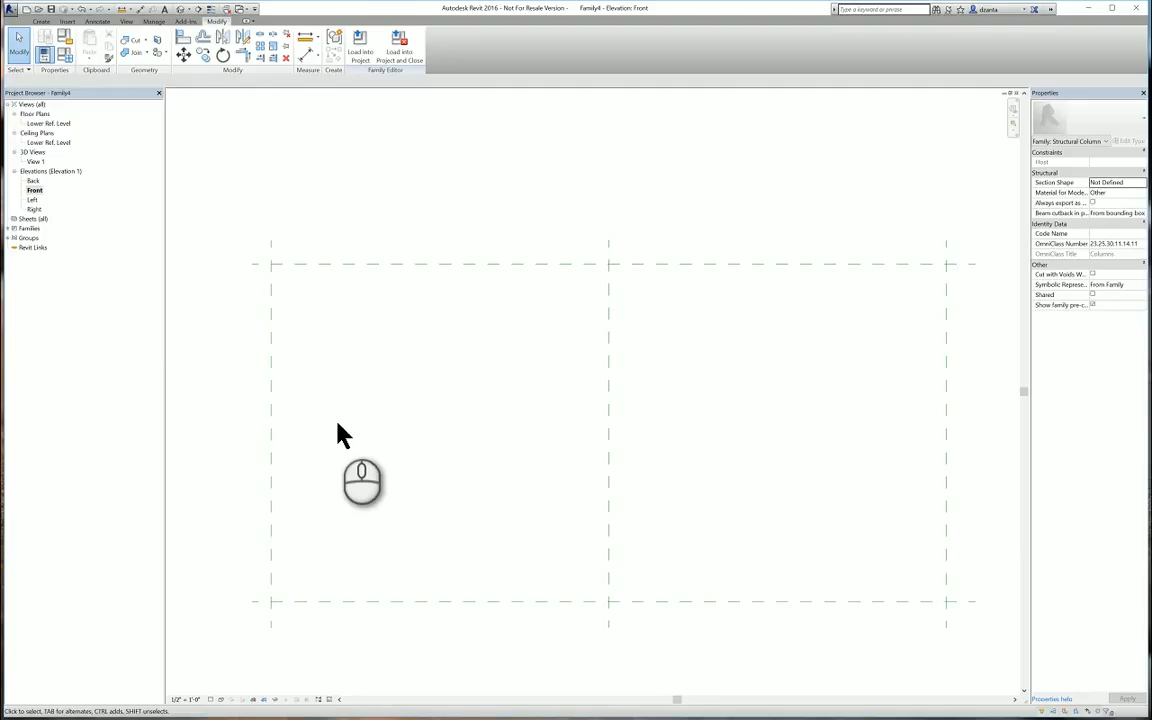 Autodesk Revit 2016 - Not For Resale Version -    Family4 - Elevation: Front
Type a keyword or phrase
dzanta
Create Insert Annotate View Manage Add-Ins Modify
Modify
Paste
Cut
Join
Load into
Project
Load into
Project and Close
Select Properties Clipboard Geometry Modify Measure Create Family Editor
Project Browser - Family4
Views (all)
Floor Plans
Lower Ref. Level
Ceiling Plans
Lower Ref. Level
3D Views
View 1
Elevations (Elevation 1)
Back
Front
Left
Right
Sheets (all)
Families
Groups
Revit Links
Properties
Family: Structural Column
Edit Type
Constraints
Host
Structural
Section Shape Not Defined
Material for Mode... Other
Always export as ...
Beam cutback in p... from bounding box
Identity Data
Code Name
OmniClass Number 23.25.30.11.14.11
OmniClass Title Columns
Other
Cut with Voids W...
Symbolic Represe... From Family
Shared
Show family pre-c...
Properties help
Apply
1/2" = 1'-0"
Click to select, TAB for alternates, CTRL adds, SHIFT unselects.